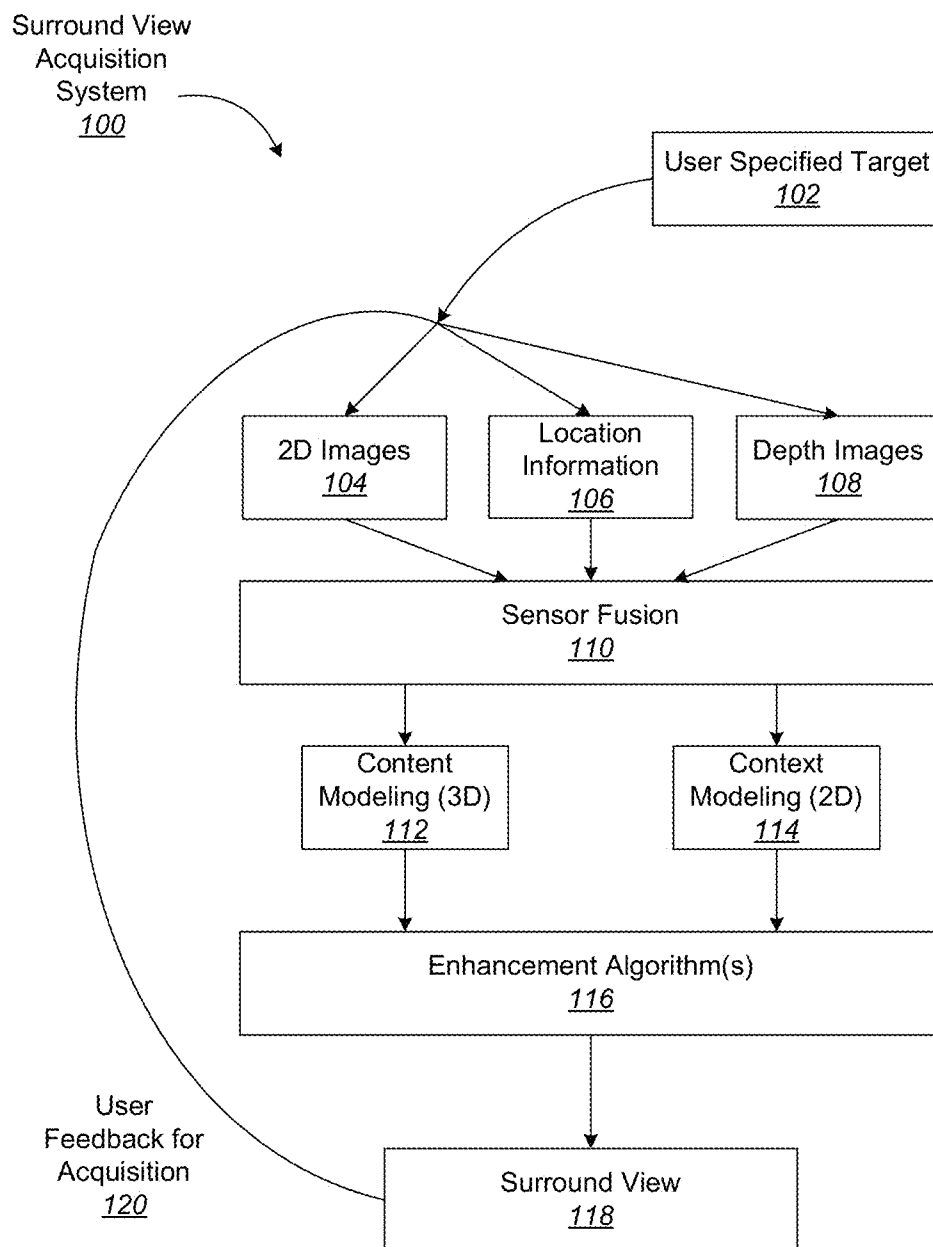 Surround View
Acquisition
System
100
User Specified Target
102
2D Images
104
Location
Information
106
Depth Images
108
Sensor Fusion
110
Content
Modeling (3D)
112
Context
Modeling (2D)
114
Enhancement Algorithm(s)
116
User
Feedback for
Acquisition
120
Surround View
118